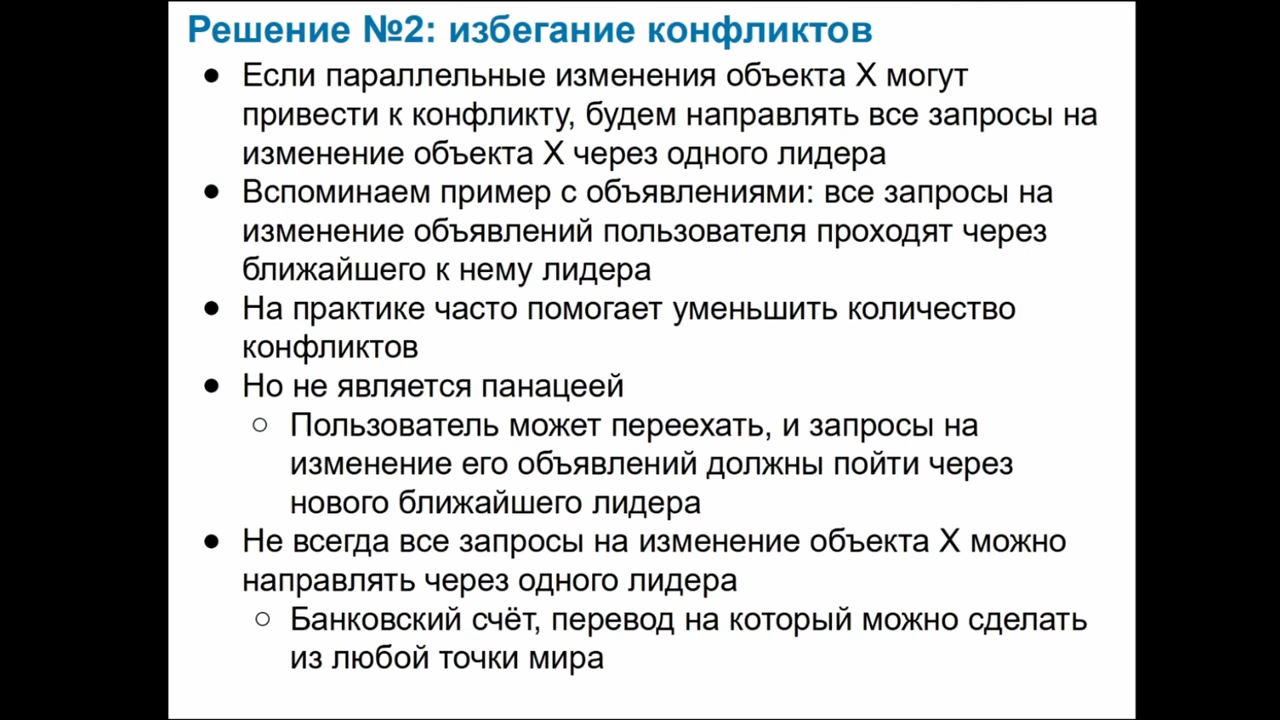 Решение №2: избегание конфликтов
● Если параллельные изменения объекта X могут
привести к конфликту, будем направлять все запросы на
изменение объекта X через одного лидера
● Вспоминаем пример с объявлениями: все запросы на
изменение объявлений пользователя проходят через
ближайшего к нему лидера
● На практике часто помогает уменьшить количество
конфликтов
● Но не является панацеей
○ Пользователь может переехать, и запросы на
изменение его объявлений должны пойти через
нового ближайшего лидера
● Не всегда все запросы на изменение объекта X можно
направлять через одного лидера
○ Банковский счёт, перевод на который можно сделать
из любой точки мира